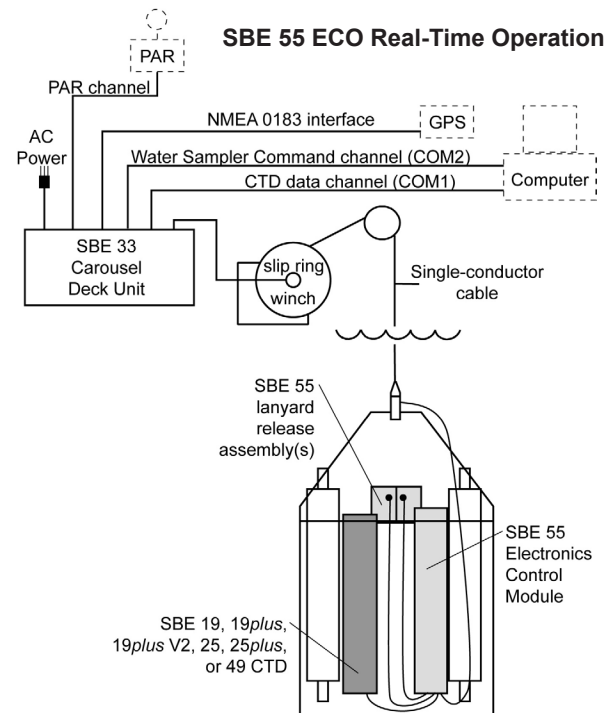 SBE 55 ECO Real-Time Operation
PAR
PAR channel
NMEA 0183 interface
GPS
AC
Power
Water Sampler Command channel (COM2)
CTD data channel (COM1)
Computer
SBE 33
Carousel
Deck Unit
slip ring
winch
Single-conductor
cable
SBE 55
lanyard
release
assembly(s)
SBE 55
Electronics
Control
Module
SBE 19, 19plus,
19plus V2, 25, 25plus,
or 49 CTD